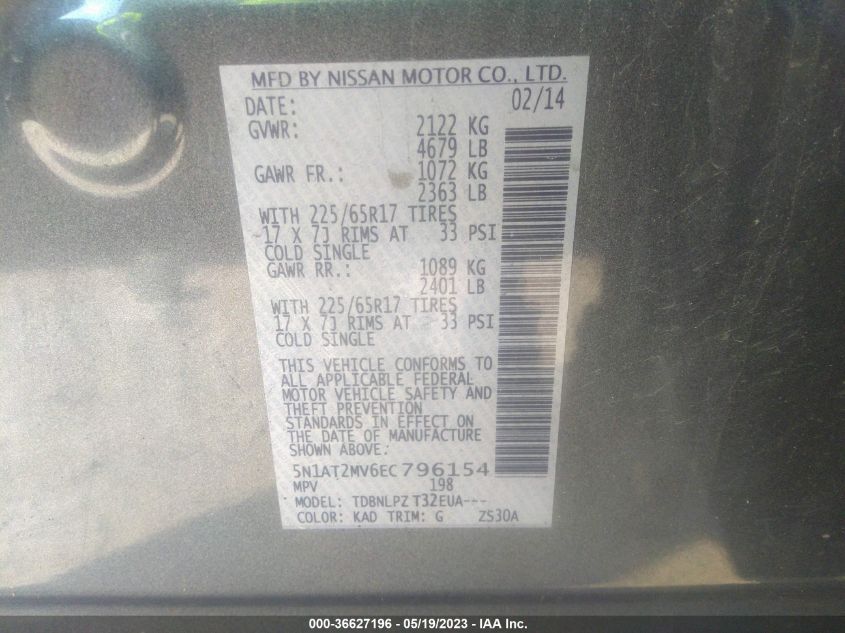 MFD BY NISSAN MOTOR CO., LTD.
DATE: 02/14
GVWR: 2122 KG
4679 LB
GAWR FR.: 1072 KG
2363 LB
WITH 225/65R17 TIRES
17 X 7J RIMS AT 33 PSI
COLD SINGLE
GAWR RR.: 1089 KG
2401 LB
WITH 225/65R17 TIRES
17 X 7J RIMS AT 33 PSI
COLD SINGLE
THIS VEHICLE CONFORMS TO
ALL APPLICABLE FEDERAL
MOTOR VEHICLE SAFETY AND
THEFT PREVENTION
STANDARDS IN EFFECT ON
THE DATE OF MANUFACTURE
SHOWN ABOVE:
5N1AT2MV6EC796154
MPV 198
MODEL: TDBNLPZ T32EUA---
COLOR: KAD TRIM: G ZS30A
000-36627196 - 05/19/2023 - IAA Inc.